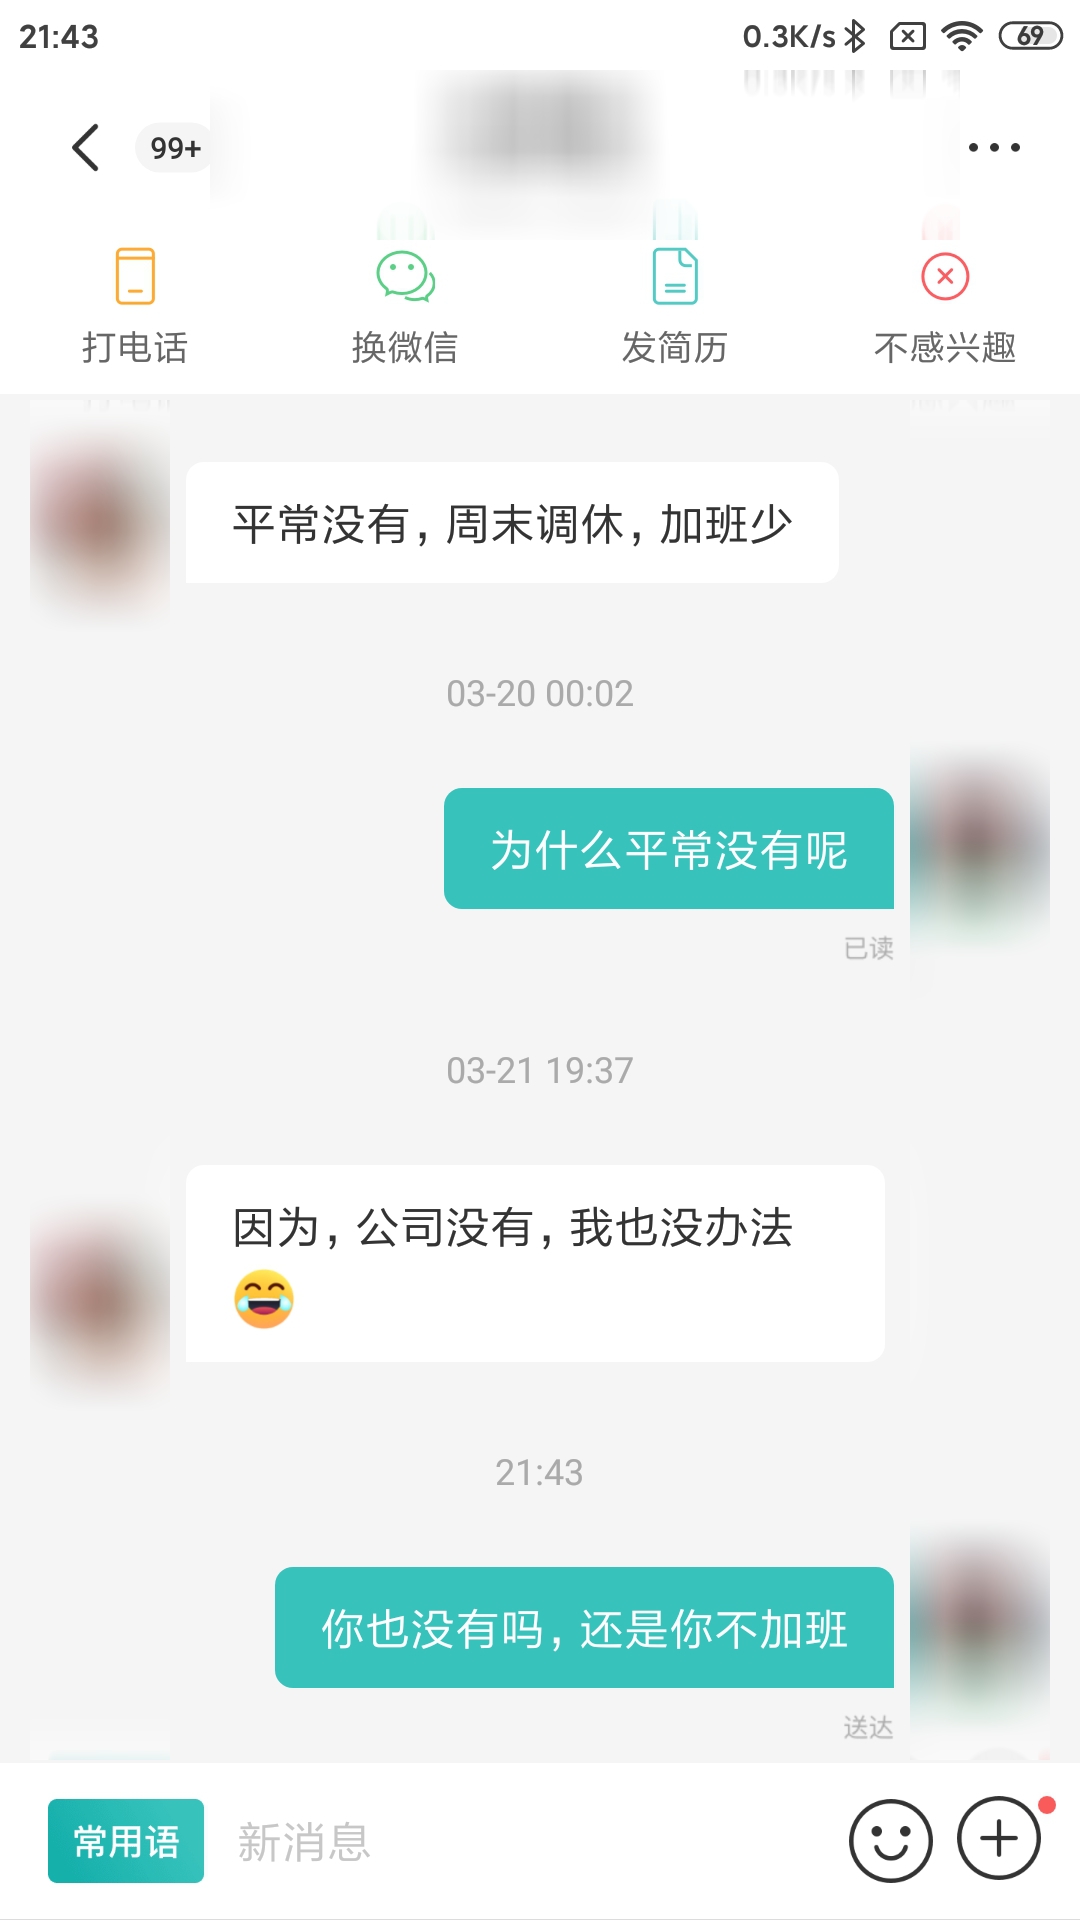 21:43
0.3K/s
69
99+
打电话
换微信
发简历
不感兴趣
平常没有，周末调休，加班少
03-20 00:02
为什么平常没有呢
已读
03-21 19:37
因为，公司没有，我也没办法
😂
21:43
你也没有吗，还是你不加班
送达
常用语
新消息